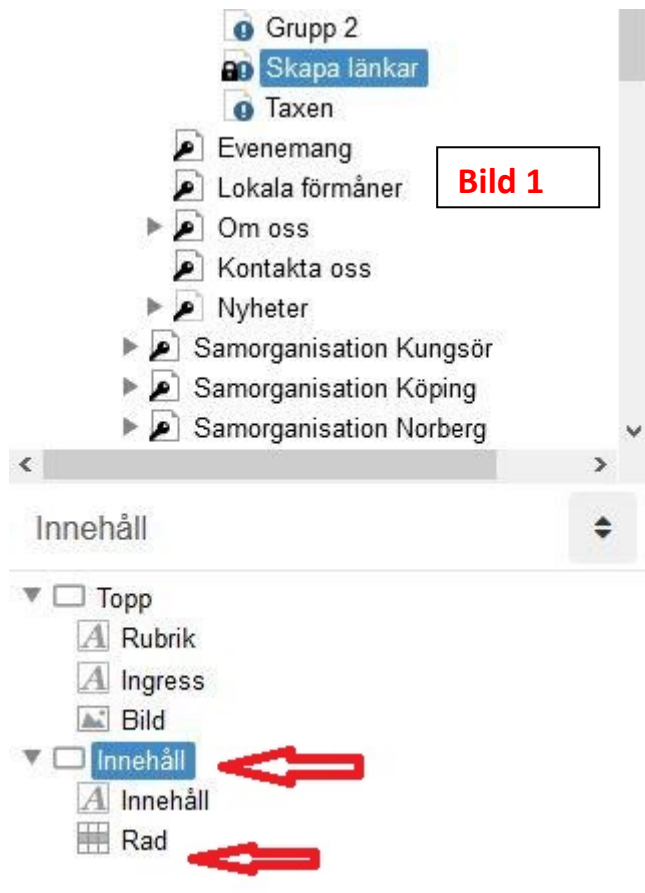 Grupp 2
Skapa länkar
Taxen
Evenemang
Lokala förmåner
Bild 1
Om oss
Kontakta oss
Nyheter
Samorganisation Kungsör
Samorganisation Köping
Samorganisation Norberg
Innehåll
Topp
Rubrik
Ingress
Bild
Innehåll
Innehåll
Rad